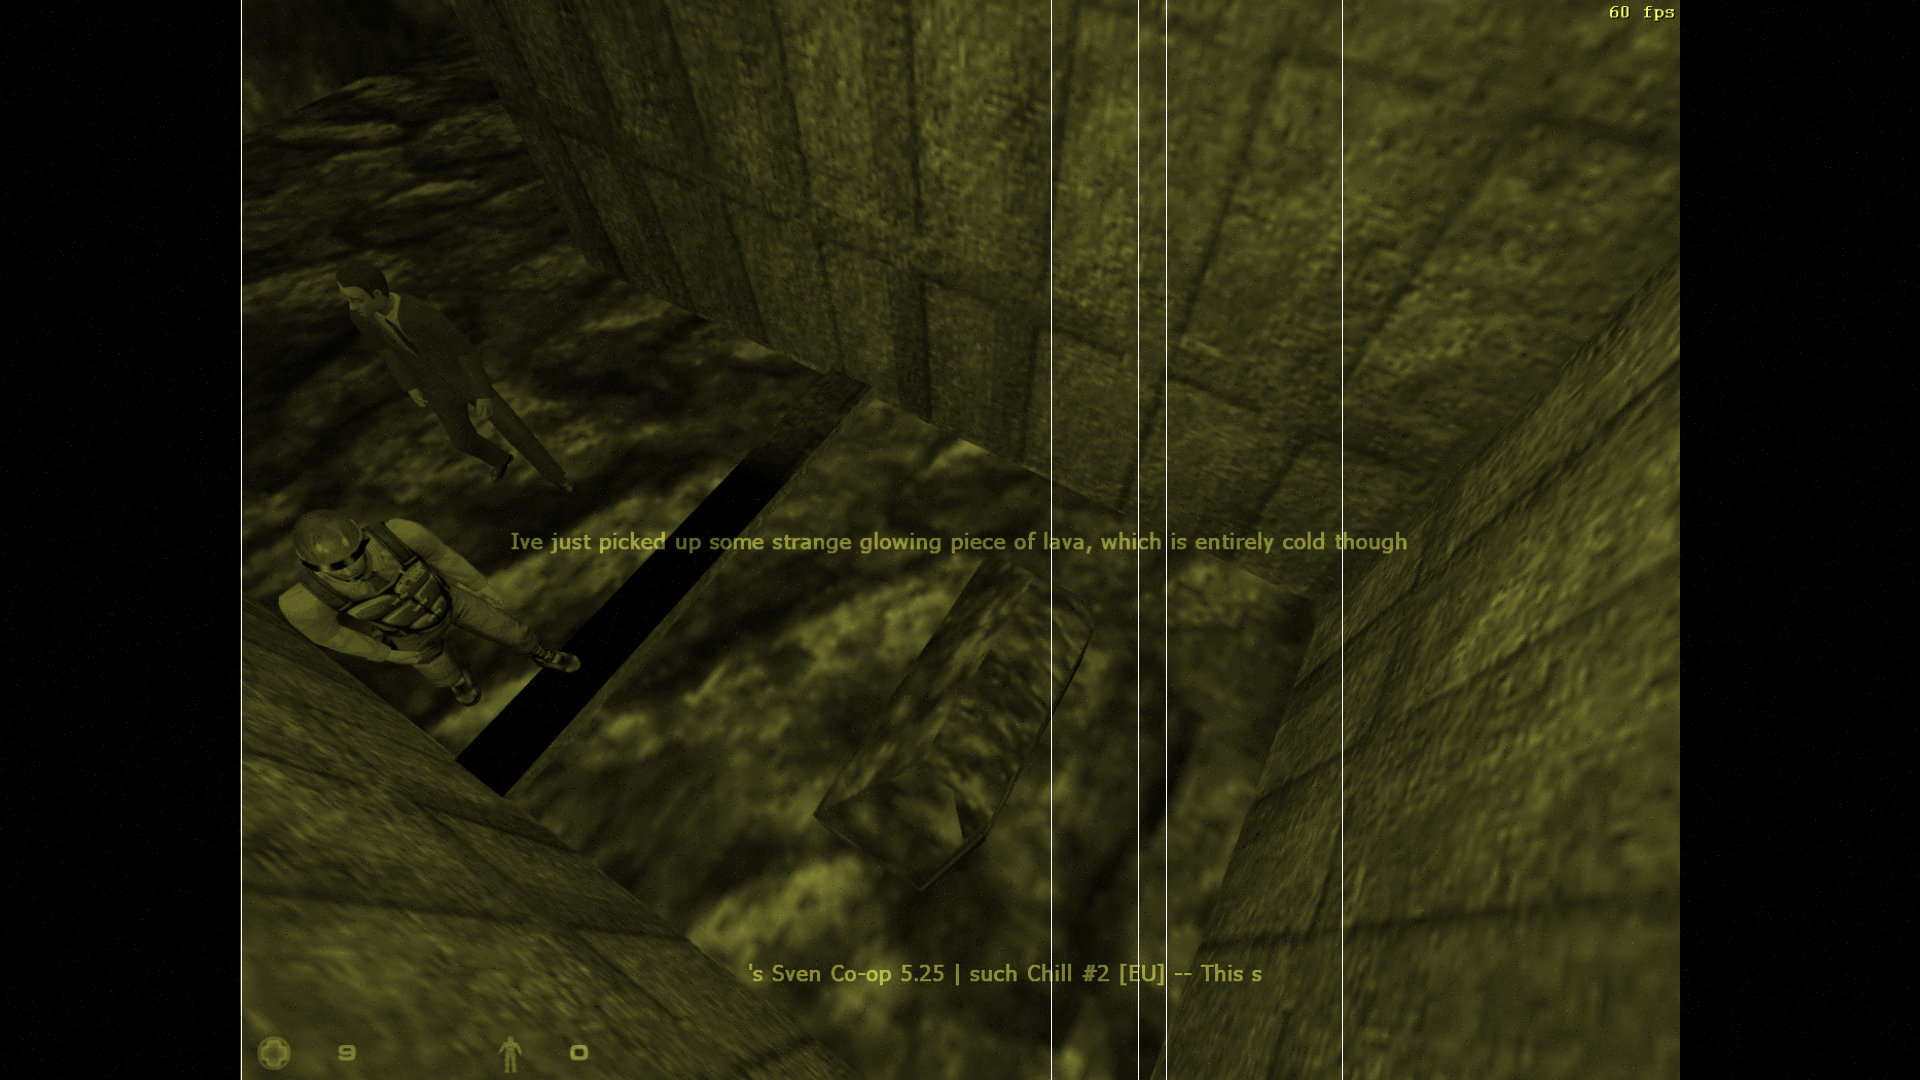 60 fps
Ive just picked up some strange glowing piece of lava, which is entirely cold though
's Sven Co-op 5.25 | such Chill #2 [EU] -- This s
9 0